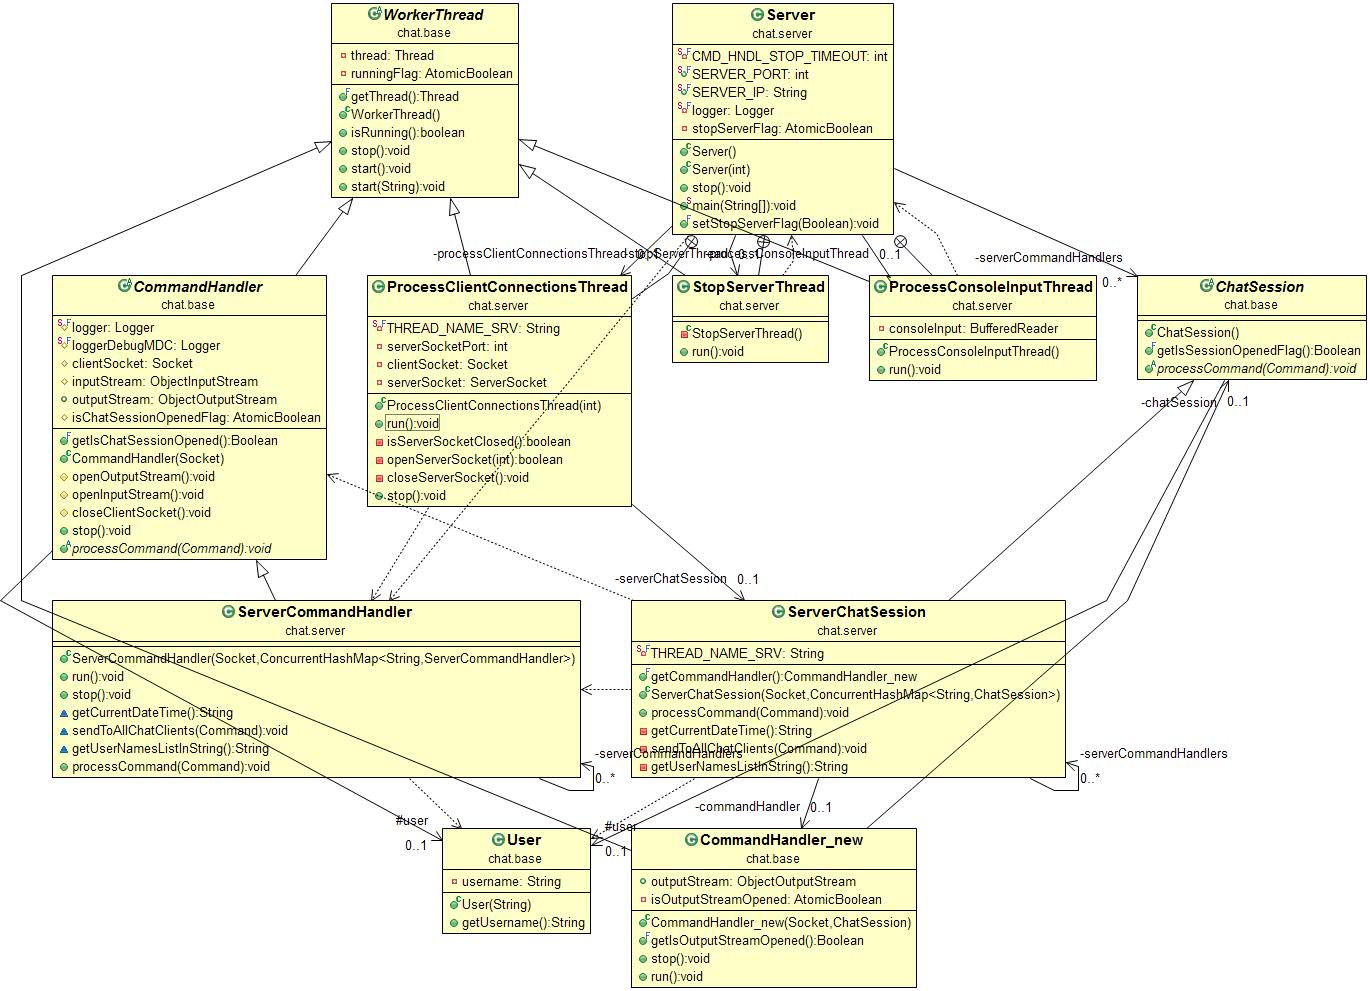 WorkerThread
chat.base
thread: Thread
runningFlag: AtomicBoolean
getThread():Thread
WorkerThread()
isRunning():boolean
stop():void
start():void
start(String):void
Server
chat.server
CMD_HNDL_STOP_TIMEOUT: int
SERVER_PORT: int
SERVER_IP: String
logger: Logger
stopServerFlag: AtomicBoolean
Server()
Server(int)
stop():void
main(String[]):void
setStopServerFlag(Boolean):void
-processClientConnectionsThread
0..1
-processConsoleInputThread
0..1
-serverCommandHandlers
0..*
CommandHandler
chat.base
logger: Logger
loggerDebugMDC: Logger
clientSocket: Socket
inputStream: ObjectInputStream
outputStream: ObjectOutputStream
isChatSessionOpenedFlag: AtomicBoolean
getIsChatSessionOpened():Boolean
CommandHandler(Socket)
openOutputStream():void
openInputStream():void
closeClientSocket():void
stop():void
processCommand(Command):void
ProcessClientConnectionsThread
chat.server
THREAD_NAME_SRV: String
serverSocketPort: int
clientSocket: Socket
serverSocket: ServerSocket
ProcessClientConnectionsThread(int)
run():void
isServerSocketClosed():boolean
openServerSocket(int):boolean
closeServerSocket():void
stop():void
StopServerThread
chat.server
StopServerThread()
run():void
ProcessConsoleInputThread
chat.server
consoleInput: BufferedReader
ProcessConsoleInputThread()
run():void
ChatSession
chat.base
ChatSession()
getIsSessionOpenedFlag():Boolean
processCommand(Command):void
-chatSession
0..1
-serverChatSession
0..1
ServerCommandHandler
chat.server
ServerCommandHandler(Socket,ConcurrentHashMap<String,ServerCommandHandler>)
run():void
stop():void
getCurrentDateTime():String
sendToAllChatClients(Command):void
getUserNamesListInString():String
processCommand(Command):void
-serverCommandHandlers
0..*
ServerChatSession
chat.server
THREAD_NAME_SRV: String
getCommandHandler():CommandHandler_new
ServerChatSession(Socket,ConcurrentHashMap<String,ChatSession>)
processCommand(Command):void
getCurrentDateTime():String
sendToAllChatClients(Command):void
getUserNamesListInString():String
-serverCommandHandlers
0..*
-commandHandler
0..1
#user
0..1
#user
0..1
User
chat.base
username: String
User(String)
getUsername():String
CommandHandler_new
chat.base
outputStream: ObjectOutputStream
isOutputStreamOpened: AtomicBoolean
CommandHandler_new(Socket,ChatSession)
getIsOutputStreamOpened():Boolean
stop():void
run():void